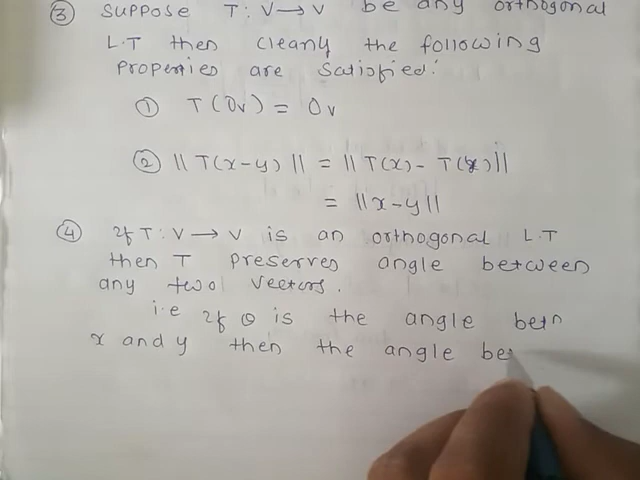 ③ Suppose T: V→V be any orthogonal
L.T then clearly the following
properties are satisfied:
① T(0v) = 0v
② ||T(x-y)|| = ||T(x) - T(y)||
= ||x-y||
④ If T: V→V is an orthogonal L.T
then T preserves angle between
any two vectors.
i.e If θ is the angle betn
x and y then the angle be